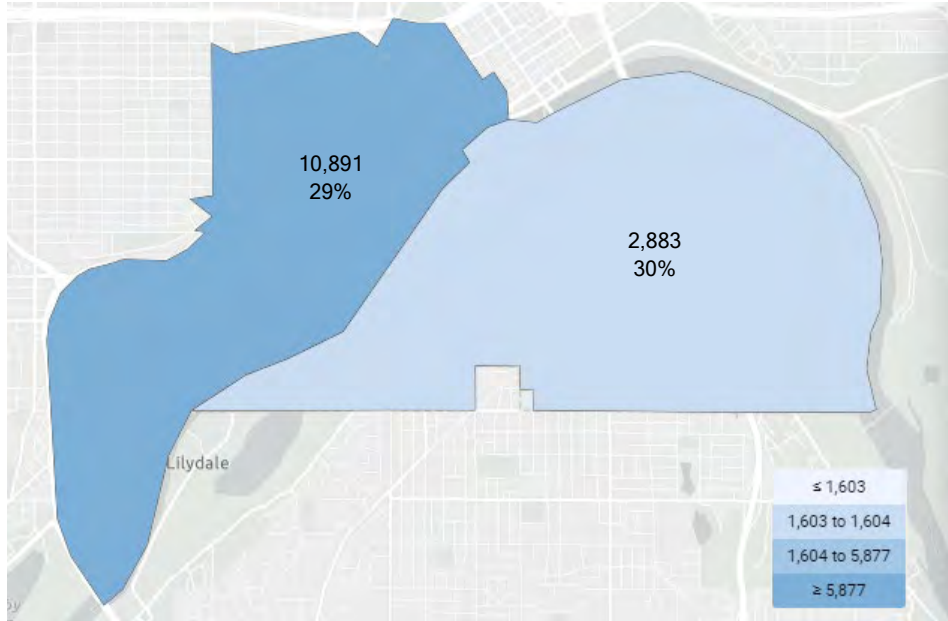 10,891
29%
2,883
30%
Lilydale
≤ 1,603
1,603 to 1,604
1,604 to 5,877
≥ 5,877